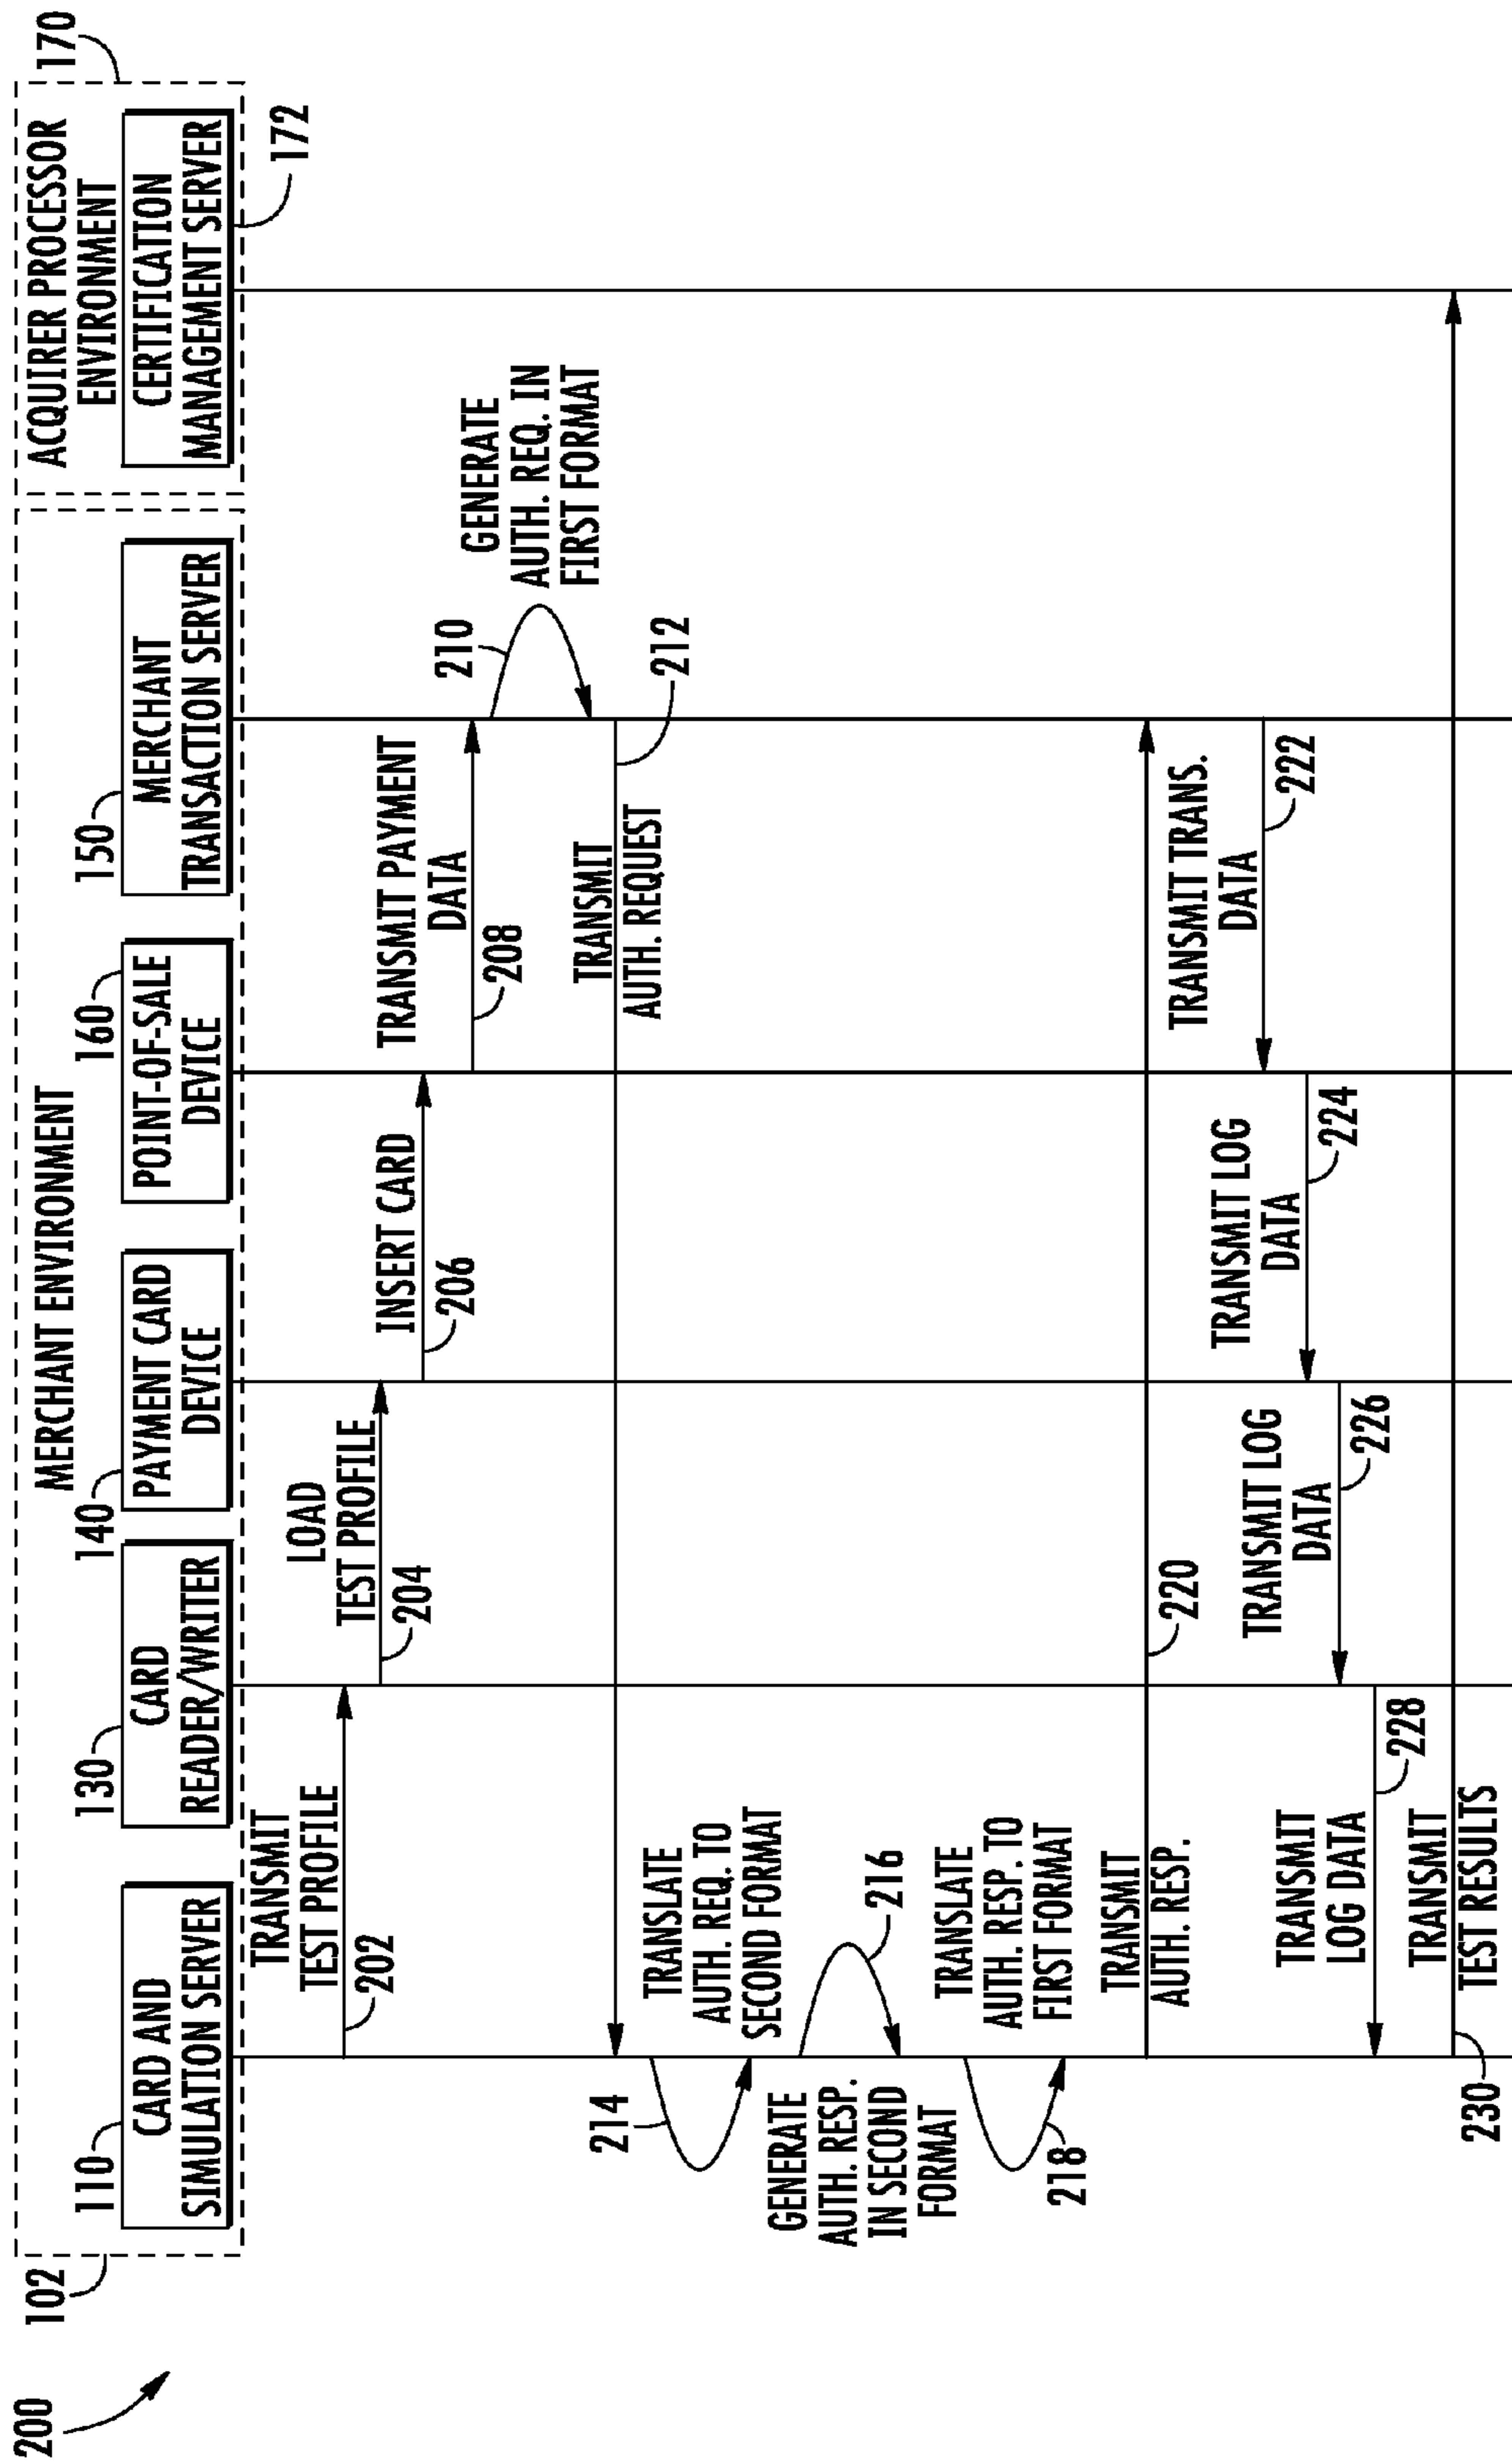 200
102
MERCHANT ENVIRONMENT
170
ACQUIRER PROCESSOR
ENVIRONMENT
110
CARD AND
SIMULATION SERVER
130
CARD
READER/WRITER
140
PAYMENT CARD
DEVICE
160
POINT-OF-SALE
DEVICE
150
MERCHANT
TRANSACTION SERVER
CERTIFICATION
MANAGEMENT SERVER
172
TRANSMIT
TEST PROFILE
202
LOAD
TEST PROFILE
204
INSERT CARD
206
TRANSMIT PAYMENT
DATA
208
210
GENERATE
AUTH. REQ. IN
FIRST FORMAT
TRANSMIT
AUTH. REQUEST
212
214
TRANSLATE
AUTH. REQ. TO
SECOND FORMAT
GENERATE
AUTH. RESP.
IN SECOND
FORMAT
216
TRANSLATE
AUTH. RESP. TO
FIRST FORMAT
218
TRANSMIT
AUTH. RESP.
220
TRANSMIT TRANS.
DATA
222
TRANSMIT LOG
DATA
224
TRANSMIT LOG
DATA
226
TRANSMIT
LOG DATA
228
TRANSMIT
TEST RESULTS
230